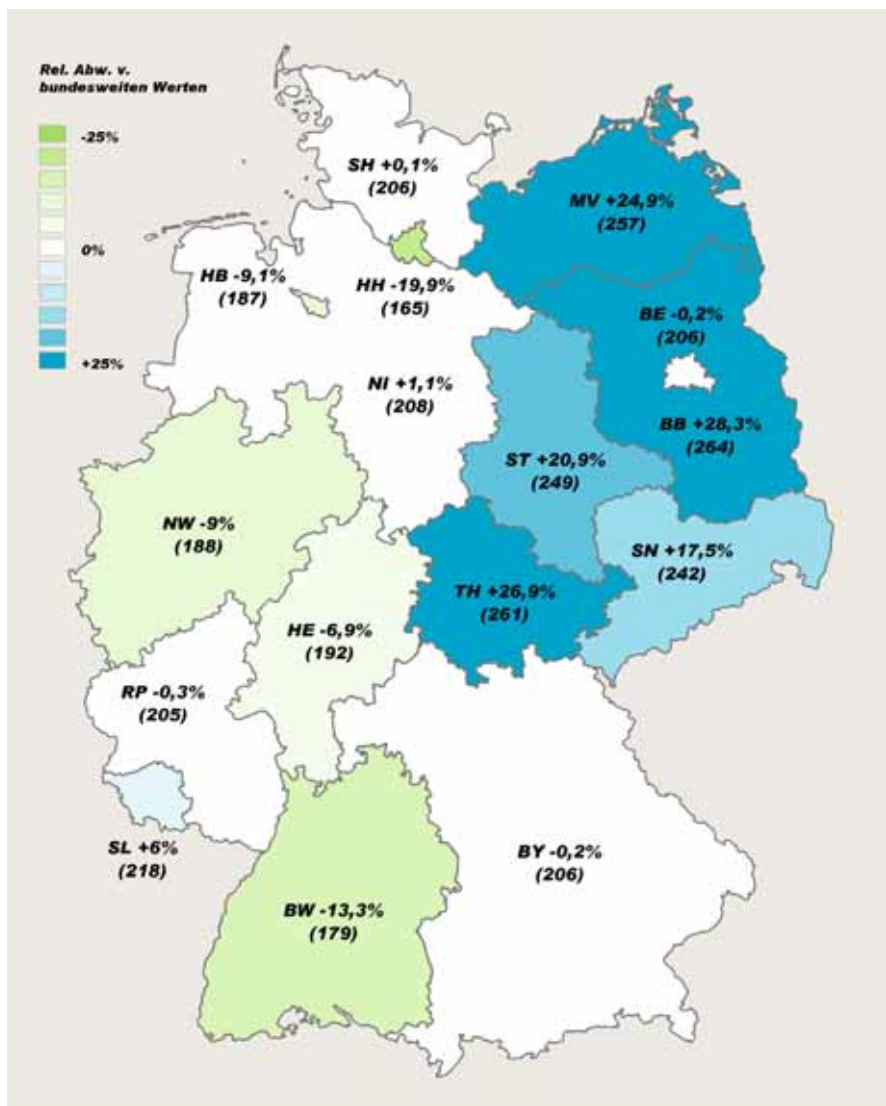 Rel. Abw. v.
bundesweiten Werten
-25%
0%
+25%
SH +0,1%
(206)
MV +24,9%
(257)
HB -9,1%
(187)
HH -19,9%
(165)
BE -0,2%
(206)
NI +1,1%
(208)
BB +28,3%
(264)
ST +20,9%
(249)
NW -9%
(188)
SN +17,5%
(242)
TH +26,9%
(261)
HE -6,9%
(192)
RP -0,3%
(205)
SL +6%
(218)
BY -0,2%
(206)
BW -13,3%
(179)